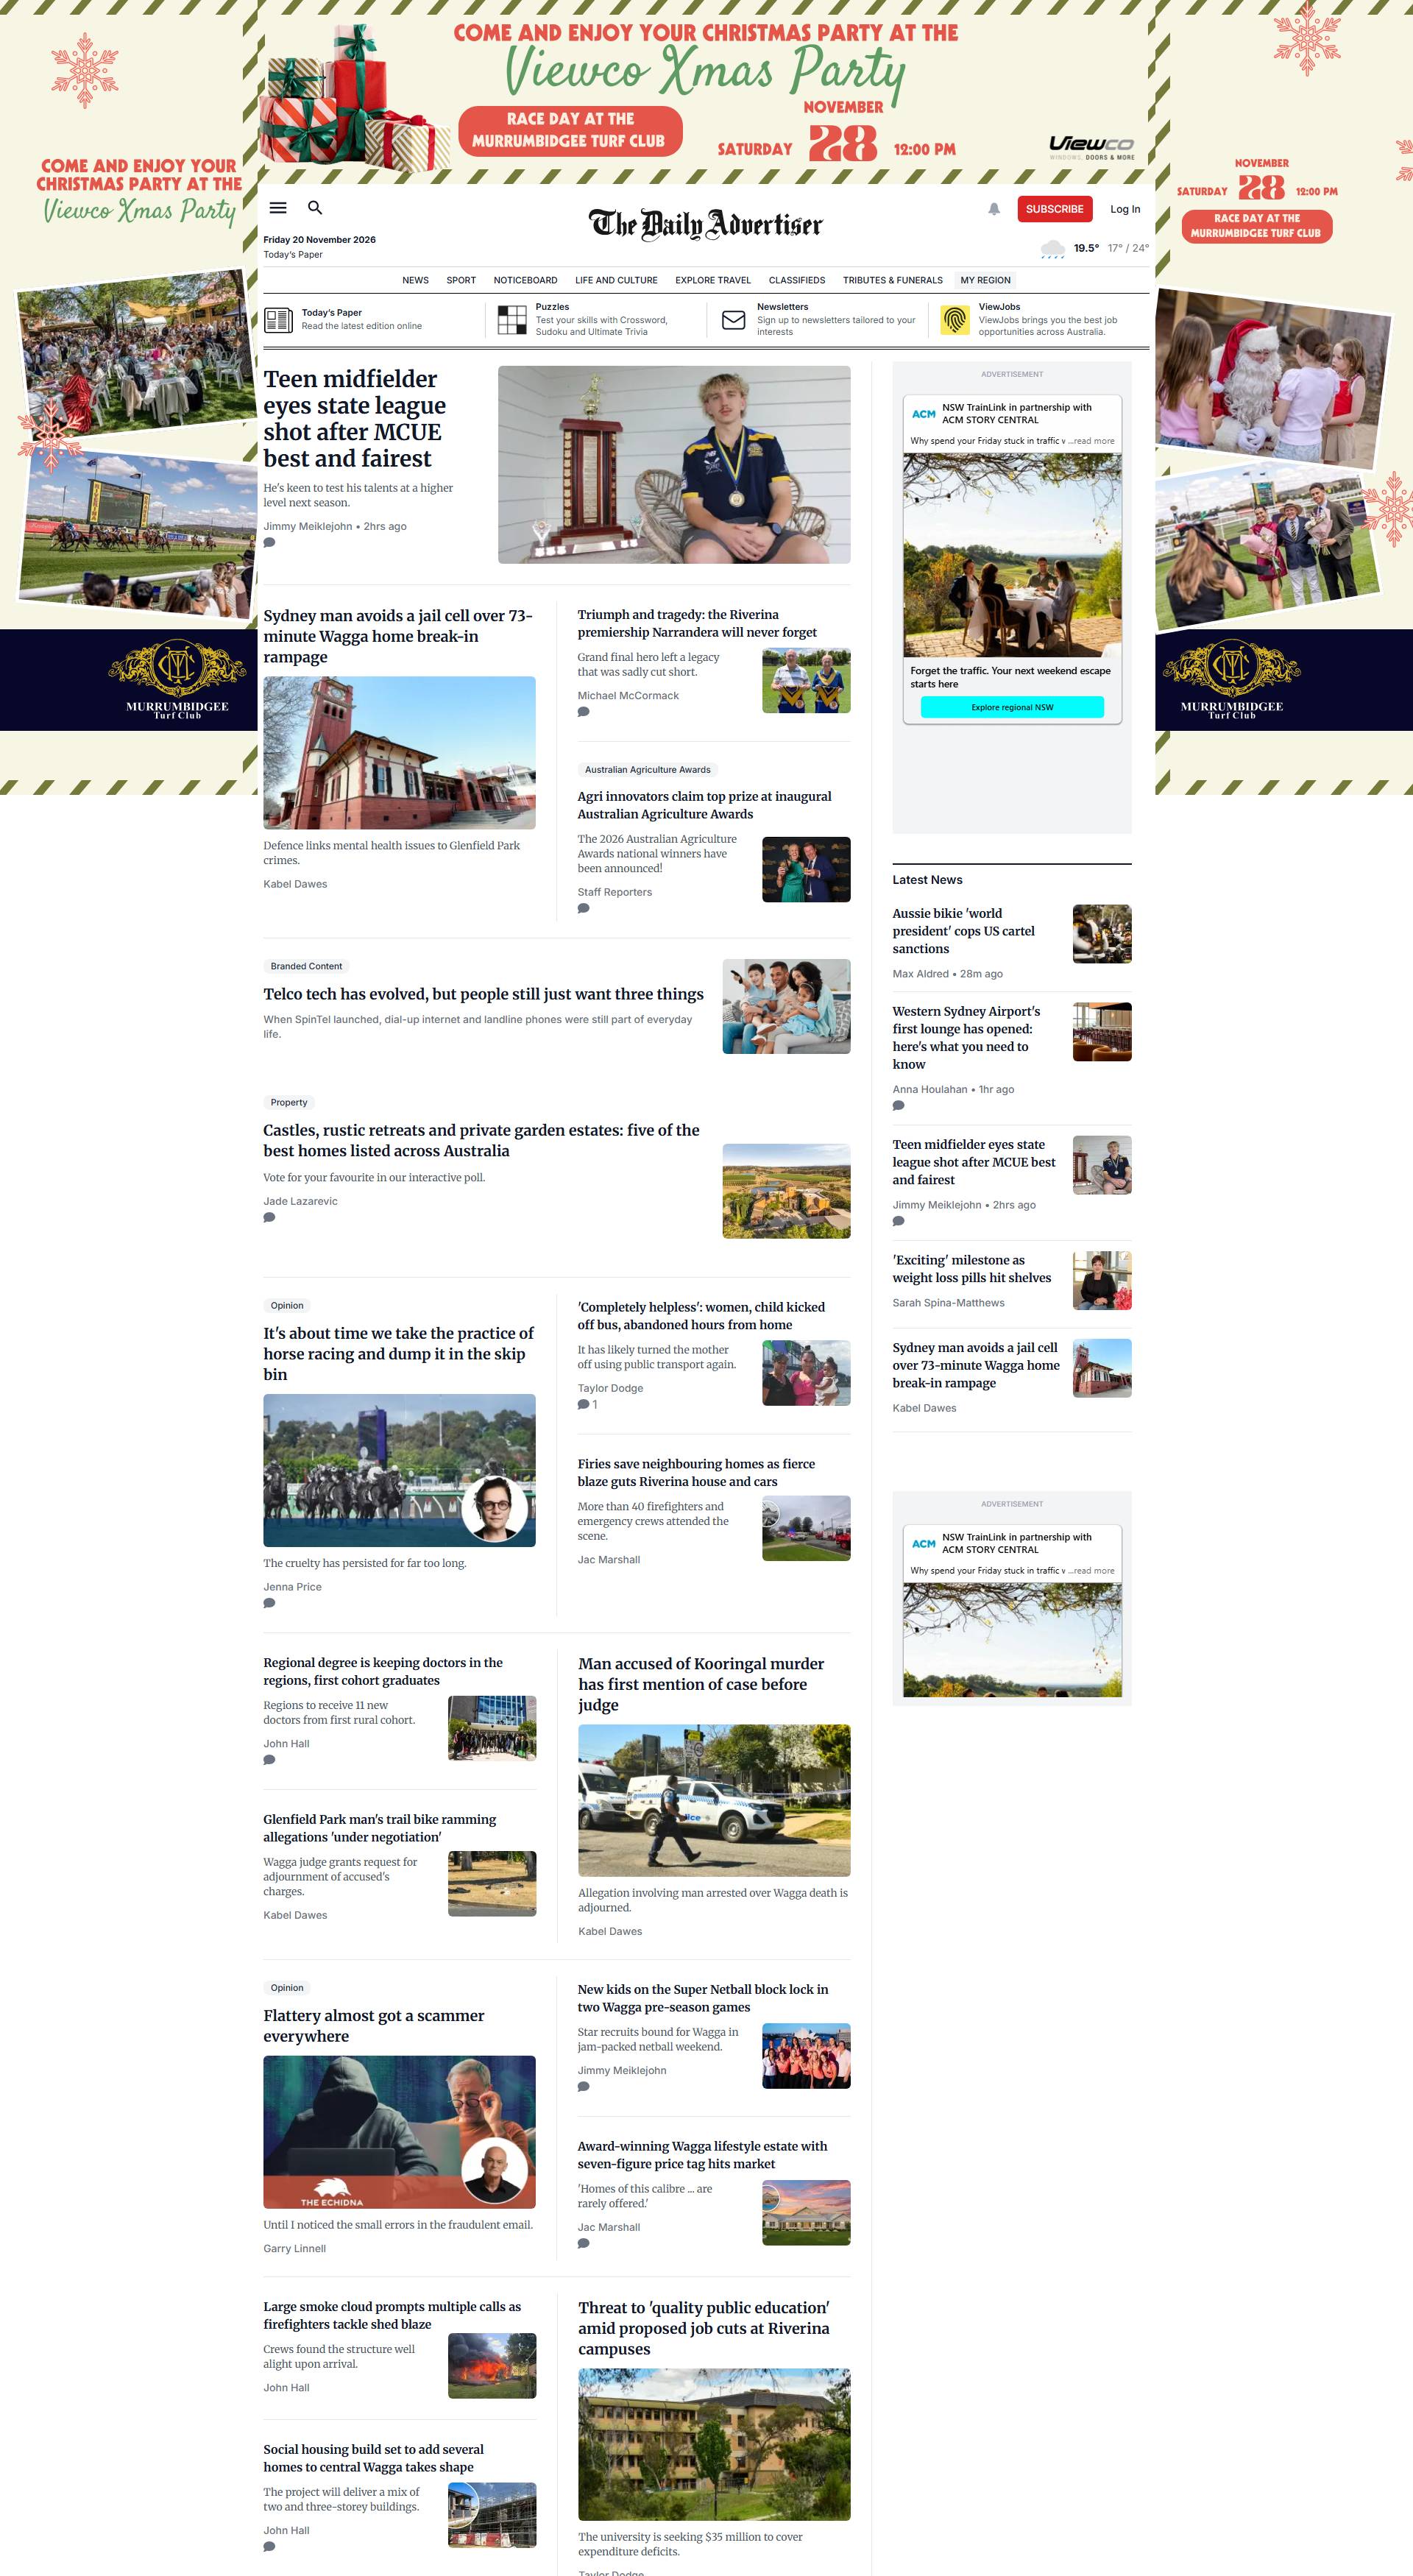 COME AND ENJOY YOUR CHRISTMAS PARTY AT THE
Viewco Xmas Party
RACE DAY AT THE
MURRUMBIDGEE TURF CLUB
NOVEMBER
SATURDAY 28 12:00 PM
Viewco
WINDOWS, DOORS & MORE
COME AND ENJOY YOUR
CHRISTMAS PARTY AT THE
Viewco Xmas Party
MURRUMBIDGEE
Turf Club
NOVEMBER
SATURDAY 28 12:00 PM
RACE DAY AT THE
MURRUMBIDGEE TURF CLUB
MURRUMBIDGEE
Turf Club
The Daily Advertiser
SUBSCRIBE
Log In
Friday 20 November 2026
Today's Paper
19.5° 17° / 24°
NEWS SPORT NOTICEBOARD LIFE AND CULTURE EXPLORE TRAVEL CLASSIFIEDS TRIBUTES & FUNERALS MY REGION
Today's Paper
Read the latest edition online
Puzzles
Test your skills with Crossword,
Sudoku and Ultimate Trivia
Newsletters
Sign up to newsletters tailored to your
interests
ViewJobs
ViewJobs brings you the best job
opportunities across Australia.
Teen midfielder
eyes state league
shot after MCUE
best and fairest
He's keen to test his talents at a higher
level next season.
Jimmy Meiklejohn • 2hrs ago
Sydney man avoids a jail cell over 73-
minute Wagga home break-in
rampage
Defence links mental health issues to Glenfield Park
crimes.
Kabel Dawes
Triumph and tragedy: the Riverina
premiership Narrandera will never forget
Grand final hero left a legacy
that was sadly cut short.
Michael McCormack
Australian Agriculture Awards
Agri innovators claim top prize at inaugural
Australian Agriculture Awards
The 2026 Australian Agriculture
Awards national winners have
been announced!
Staff Reporters
Branded Content
Telco tech has evolved, but people still just want three things
When SpinTel launched, dial-up internet and landline phones were still part of everyday
life.
Property
Castles, rustic retreats and private garden estates: five of the
best homes listed across Australia
Vote for your favourite in our interactive poll.
Jade Lazarevic
Opinion
It's about time we take the practice of
horse racing and dump it in the skip
bin
The cruelty has persisted for far too long.
Jenna Price
'Completely helpless': women, child kicked
off bus, abandoned hours from home
It has likely turned the mother
off using public transport again.
Taylor Dodge
1
Firies save neighbouring homes as fierce
blaze guts Riverina house and cars
More than 40 firefighters and
emergency crews attended the
scene.
Jac Marshall
Regional degree is keeping doctors in the
regions, first cohort graduates
Regions to receive 11 new
doctors from first rural cohort.
John Hall
Glenfield Park man's trail bike ramming
allegations 'under negotiation'
Wagga judge grants request for
adjournment of accused's
charges.
Kabel Dawes
Man accused of Kooringal murder
has first mention of case before
judge
Allegation involving man arrested over Wagga death is
adjourned.
Kabel Dawes
Opinion
Flattery almost got a scammer
everywhere
THE ECHIDNA
Until I noticed the small errors in the fraudulent email.
Garry Linnell
New kids on the Super Netball block lock in
two Wagga pre-season games
Star recruits bound for Wagga in
jam-packed netball weekend.
Jimmy Meiklejohn
Award-winning Wagga lifestyle estate with
seven-figure price tag hits market
'Homes of this calibre ... are
rarely offered.'
Jac Marshall
Large smoke cloud prompts multiple calls as
firefighters tackle shed blaze
Crews found the structure well
alight upon arrival.
John Hall
Social housing build set to add several
homes to central Wagga takes shape
The project will deliver a mix of
two and three-storey buildings.
John Hall
Threat to 'quality public education'
amid proposed job cuts at Riverina
campuses
The university is seeking $35 million to cover
expenditure deficits.
Taylor Dodge
ADVERTISEMENT
ACM
NSW TrainLink in partnership with
ACM STORY CENTRAL
Why spend your Friday stuck in traffic v ...read more
Forget the traffic. Your next weekend escape
starts here
Explore regional NSW
Latest News
Aussie bikie 'world
president' cops US cartel
sanctions
Max Aldred • 28m ago
Western Sydney Airport's
first lounge has opened:
here's what you need to
know
Anna Houlahan • 1hr ago
Teen midfielder eyes state
league shot after MCUE best
and fairest
Jimmy Meiklejohn • 2hrs ago
'Exciting' milestone as
weight loss pills hit shelves
Sarah Spina-Matthews
Sydney man avoids a jail cell
over 73-minute Wagga home
break-in rampage
Kabel Dawes
ADVERTISEMENT
ACM
NSW TrainLink in partnership with
ACM STORY CENTRAL
Why spend your Friday stuck in traffic v ...read more